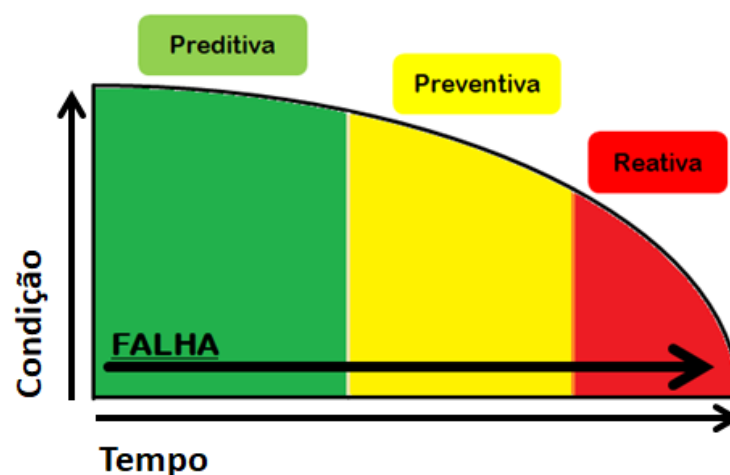 Preditiva
Preventiva
Reativa
Condição
FALHA
Tempo